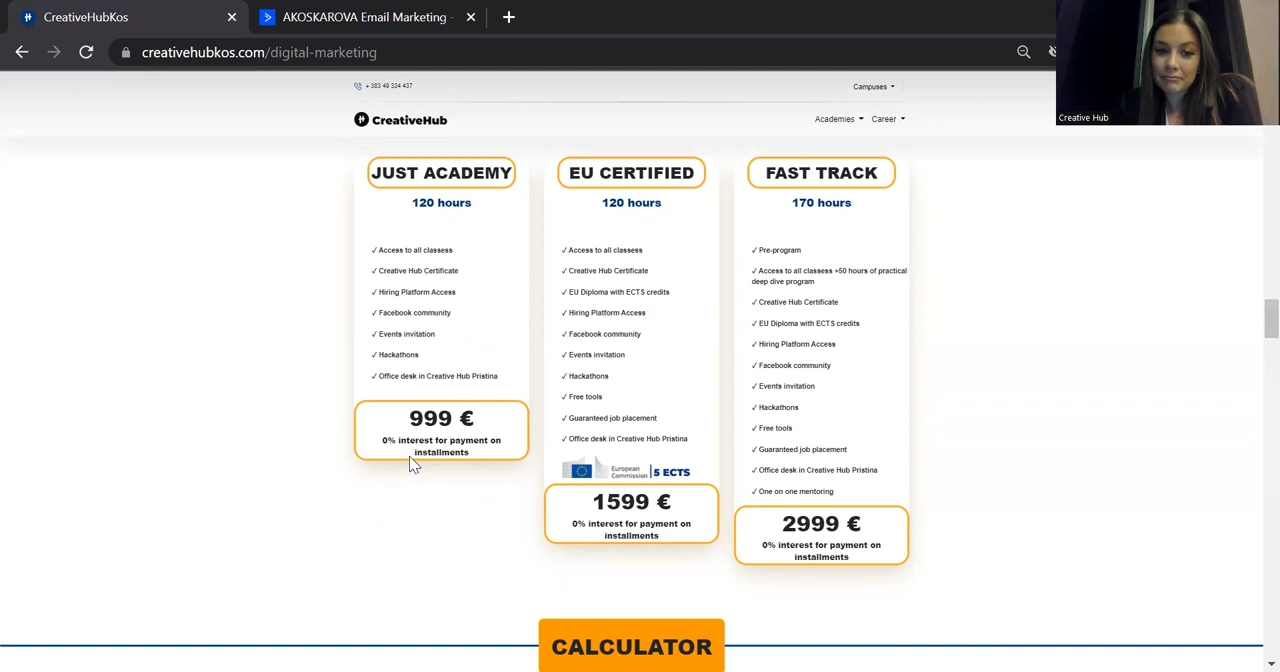 CreativeHubKos
AKOSKAROVA Email Marketing -
creativehubkos.com/digital-marketing
Creative Hub
+ 383 49 334 437
Campuses
CreativeHub
Academies
Career
JUST ACADEMY
120 hours
✓ Access to all classess
✓ Creative Hub Certificate
✓ Hiring Platform Access
✓ Facebook community
✓ Events invitation
✓ Hackathons
✓ Office desk in Creative Hub Pristina
999 €
0% interest for payment on
installments
EU CERTIFIED
120 hours
✓ Access to all classess
✓ Creative Hub Certificate
✓ EU Diploma with ECTS credits
✓ Hiring Platform Access
✓ Facebook community
✓ Events invitation
✓ Hackathons
✓ Free tools
✓ Guaranteed job placement
✓ Office desk in Creative Hub Pristina
European
Commission
5 ECTS
1599 €
0% interest for payment on
installments
FAST TRACK
170 hours
✓ Pre-program
✓ Access to all classess +50 hours of practical
deep dive program
✓ Creative Hub Certificate
✓ EU Diploma with ECTS credits
✓ Hiring Platform Access
✓ Facebook community
✓ Events invitation
✓ Hackathons
✓ Free tools
✓ Guaranteed job placement
✓ Office desk in Creative Hub Pristina
✓ One on one mentoring
2999 €
0% interest for payment on
installments
CALCULATOR